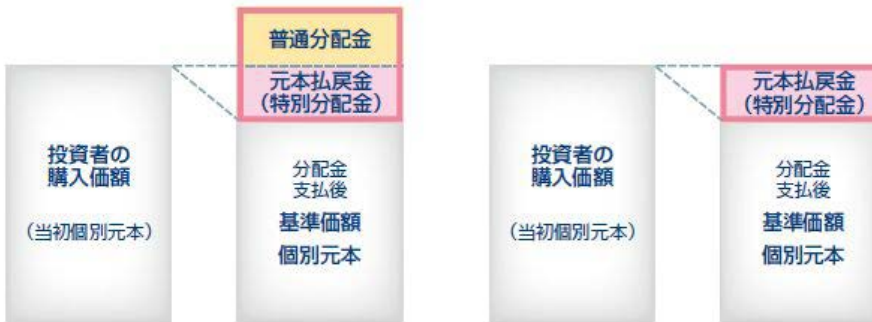 普通分配金
元本払戻金
(特別分配金)
投資者の
購入価額
(当初個別元本)
分配金
支払後
基準価額
個別元本
元本払戻金
(特別分配金)
投資者の
購入価額
(当初個別元本)
分配金
支払後
基準価額
個別元本